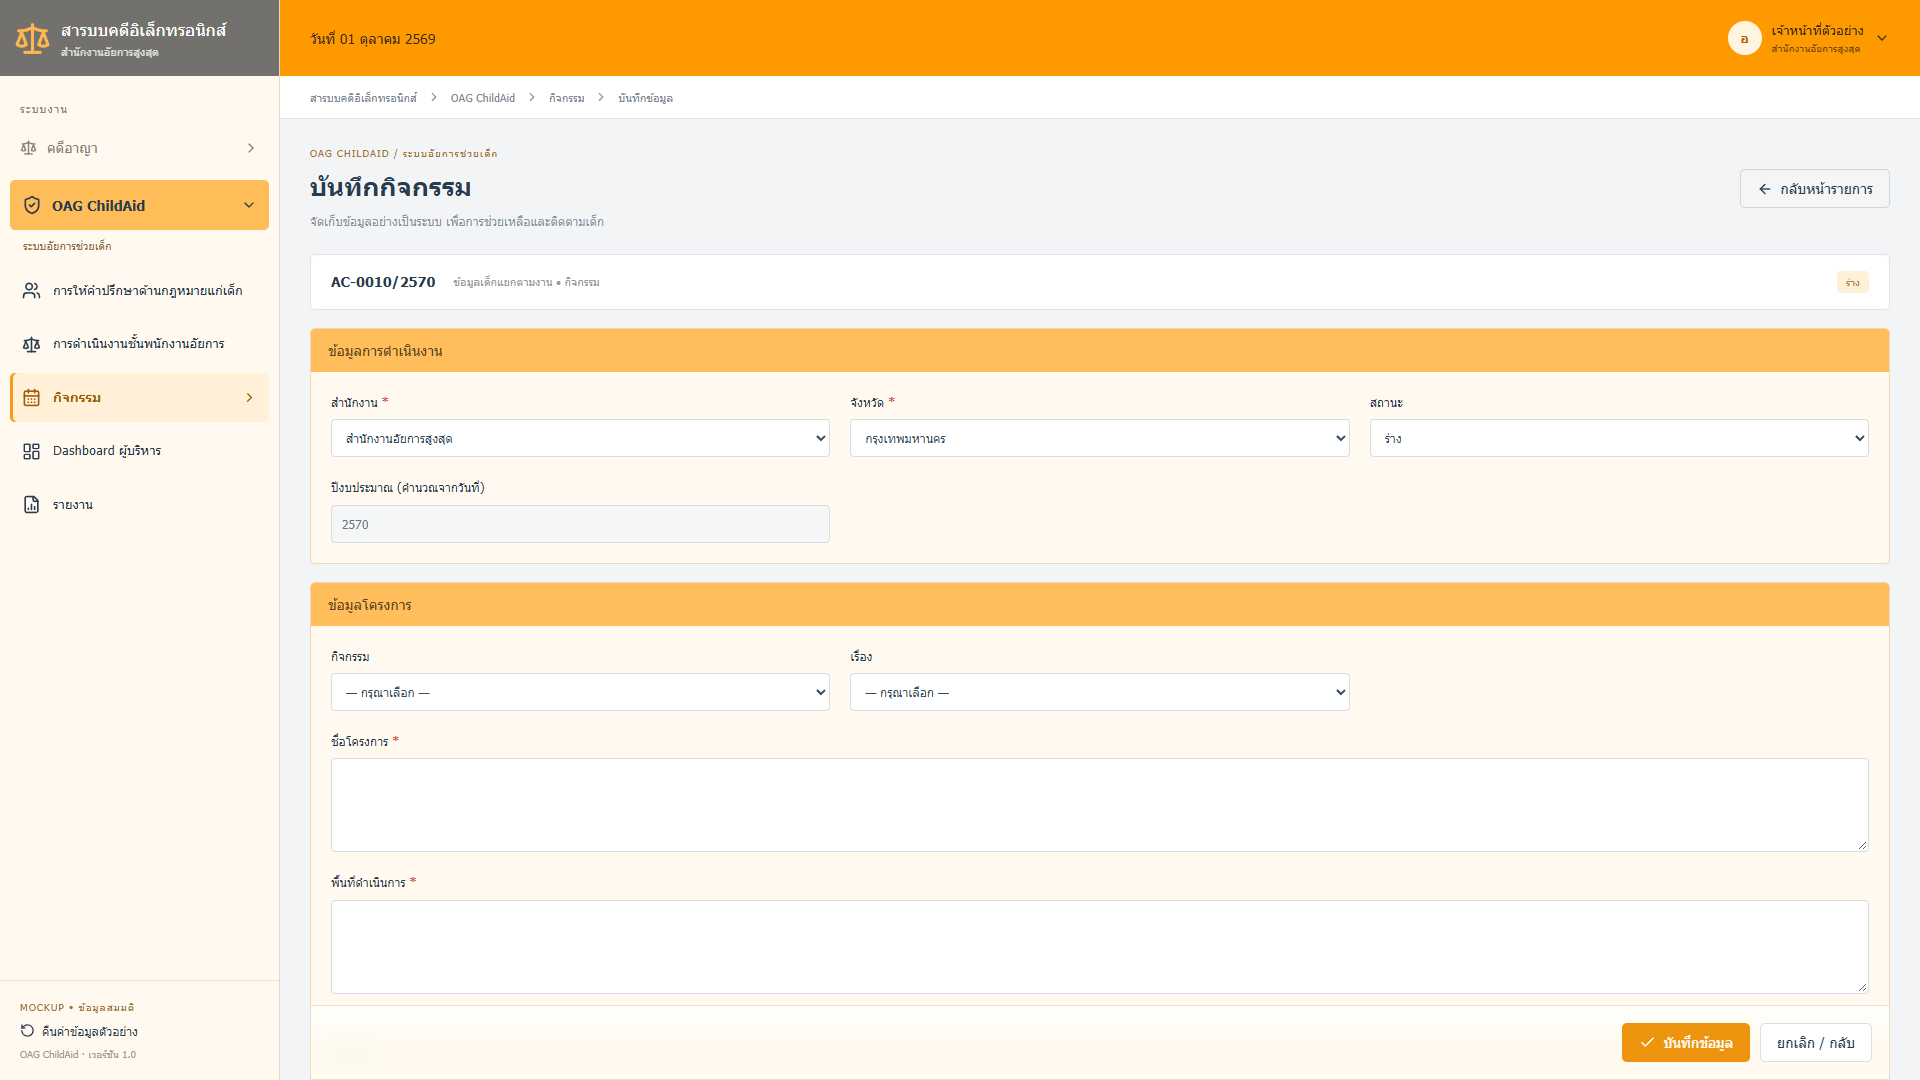 สารบบคดีอิเล็กทรอนิกส์
สำนักงานอัยการสูงสุด
วันที่ 01 ตุลาคม 2569
อ
เจ้าหน้าที่ตัวอย่าง
สำนักงานอัยการสูงสุด
ระบบงาน
คดีอาญา
OAG ChildAid
ระบบอัยการช่วยเด็ก
การให้คำปรึกษาด้านกฎหมายแก่เด็ก
การดำเนินงานชั้นพนักงานอัยการ
กิจกรรม
Dashboard ผู้บริหาร
รายงาน
MOCKUP • ข้อมูลสมมติ
คืนค่าข้อมูลตัวอย่าง
OAG ChildAid · เวอร์ชัน 1.0
สารบบคดีอิเล็กทรอนิกส์ > OAG ChildAid > กิจกรรม > บันทึกข้อมูล
OAG CHILDAID / ระบบอัยการช่วยเด็ก
บันทึกกิจกรรม
จัดเก็บข้อมูลอย่างเป็นระบบ เพื่อการช่วยเหลือและติดตามเด็ก
กลับหน้ารายการ
AC-0010/2570 ข้อมูลเด็กแยกตามงาน • กิจกรรม
ร่าง
ข้อมูลการดำเนินงาน
สำนักงาน * จังหวัด * สถานะ
สำนักงานอัยการสูงสุด กรุงเทพมหานคร ร่าง
ปีงบประมาณ (คำนวณจากวันที่)
2570
ข้อมูลโครงการ
กิจกรรม เรื่อง
— กรุณาเลือก — — กรุณาเลือก —
ชื่อโครงการ *
พื้นที่ดำเนินการ *
บันทึกข้อมูล
ยกเลิก / กลับ